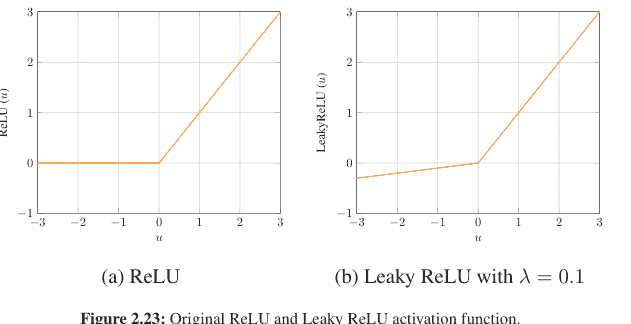 3
2
1
0
−1
−3 −2 −1 0 1 2 3
ReLU (u)
u
(a) ReLU
3
2
1
0
−1
−3 −2 −1 0 1 2 3
LeakyReLU (u)
u
(b) Leaky ReLU with λ = 0.1
Figure 2.23: Original ReLU and Leaky ReLU activation function.